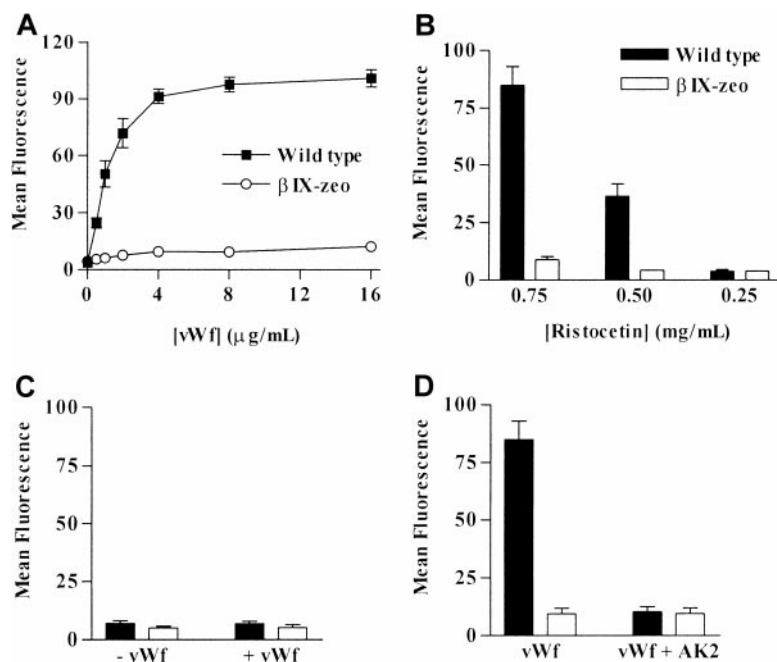 A
Mean Fluorescence
120
90
60
30
0
Wild type
β IX-zeo
0 4 8 12 16
[vWf] (μg/mL)
B
Mean Fluorescence
100
75
50
25
0
Wild type
β IX-zeo
0.75 0.50 0.25
[Ristocetin] (mg/mL)
C
Mean Fluorescence
100
75
50
25
0
- vWf + vWf
D
Mean Fluorescence
100
75
50
25
0
vWf vWf + AK2